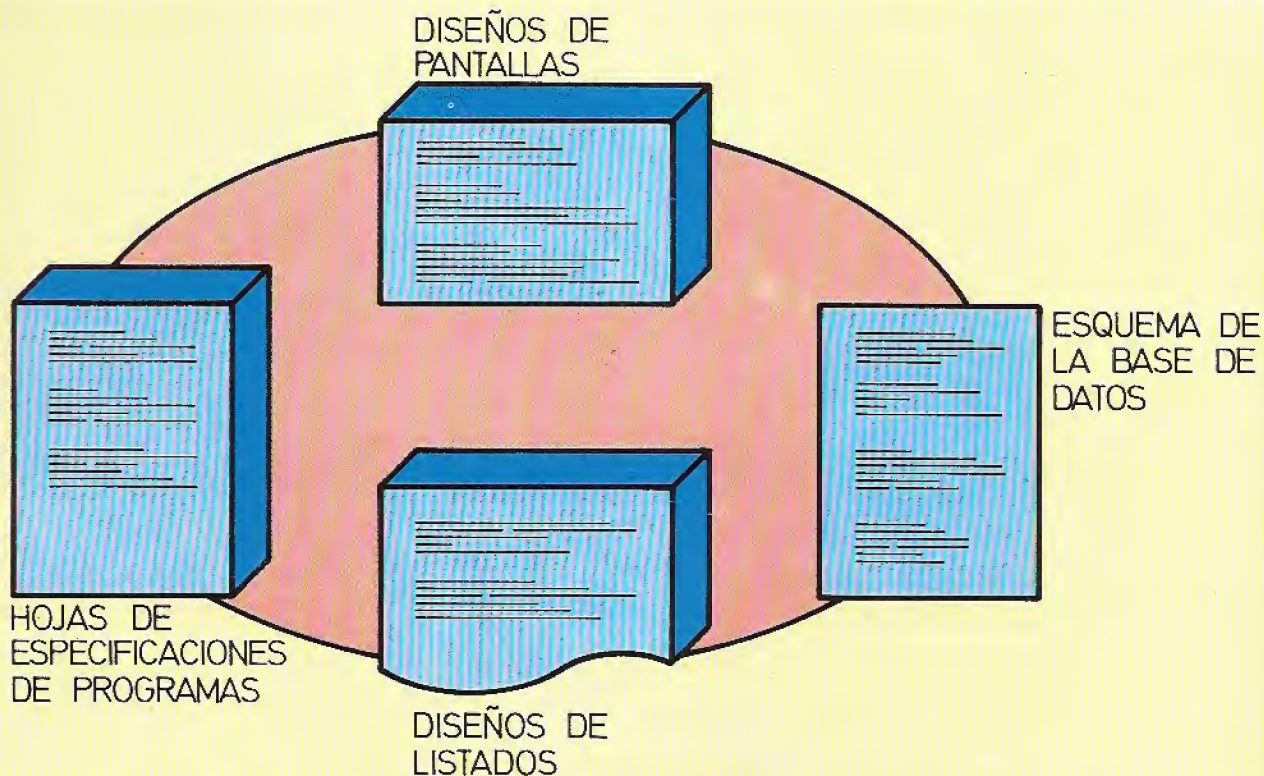 DISEÑOS DE
PANTALLAS
ESQUEMA DE
LA BASE DE
DATOS
HOJAS DE
ESPECIFICACIONES
DE PROGRAMAS
DISEÑOS DE
LISTADOS